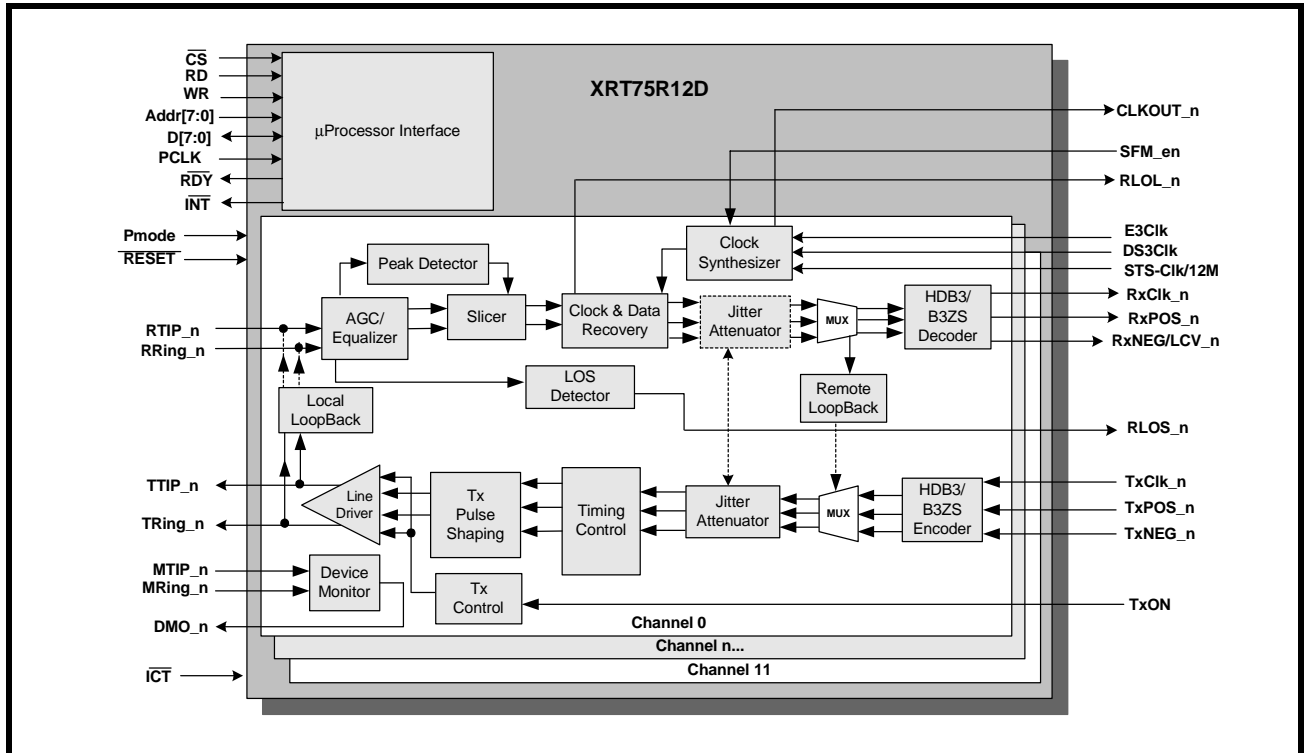 XRT75R12D
CS
RD
WR
Addr[7:0]
D[7:0]
PCLK
RDY
INT
Pmode
RESET
µProcessor Interface
CLKOUT_n
SFM_en
RLOL_n
E3Clk
DS3Clk
STS-Clk/12M
Clock
Synthesizer
Peak Detector
RTIP_n
RRing_n
AGC/
Equalizer
Slicer
Clock & Data
Recovery
Jitter
Attenuator
MUX
HDB3/
B3ZS
Decoder
RxClk_n
RxPOS_n
RxNEG/LCV_n
LOS
Detector
Remote
LoopBack
Local
LoopBack
RLOS_n
TTIP_n
TRing_n
Line
Driver
Tx
Pulse
Shaping
Timing
Control
Jitter
Attenuator
MUX
HDB3/
B3ZS
Encoder
TxClk_n
TxPOS_n
TxNEG_n
MTIP_n
MRing_n
DMO_n
Device
Monitor
Tx
Control
TxON
Channel 0
Channel n...
Channel 11
ICT